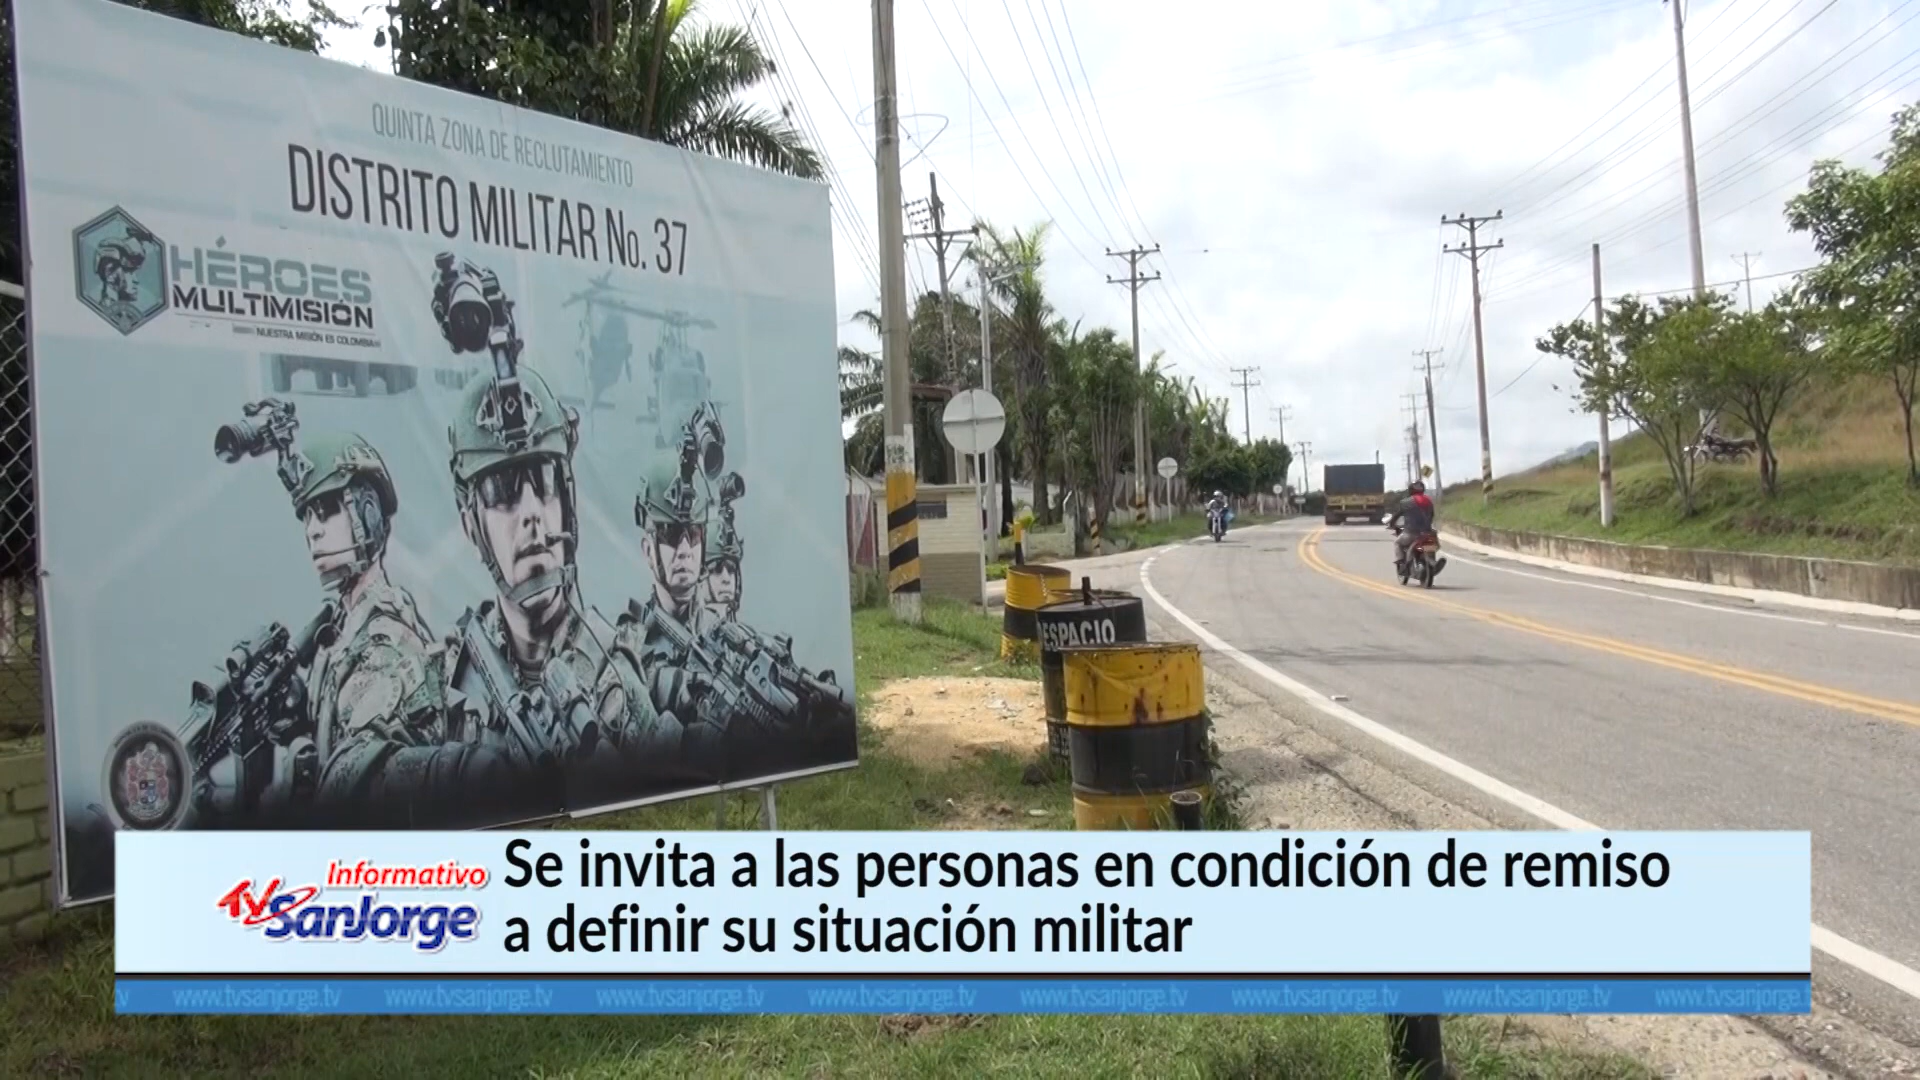 QUINTA ZONA DE RECLUTAMIENTO
DISTRITO MILITAR No. 37
HÉROES
MULTIMISIÓN
NUESTRA MISIÓN ES COLOMBIA
DESPACIO
Informativo
TV SanJorge
Se invita a las personas en condición de remiso
a definir su situación militar
www.tvsanjorge.tv www.tvsanjorge.tv www.tvsanjorge.tv www.tvsanjorge.tv www.tvsanjorge.tv www.tvsanjorge.tv www.tvsanjorge.tv www.tvsanjorge.